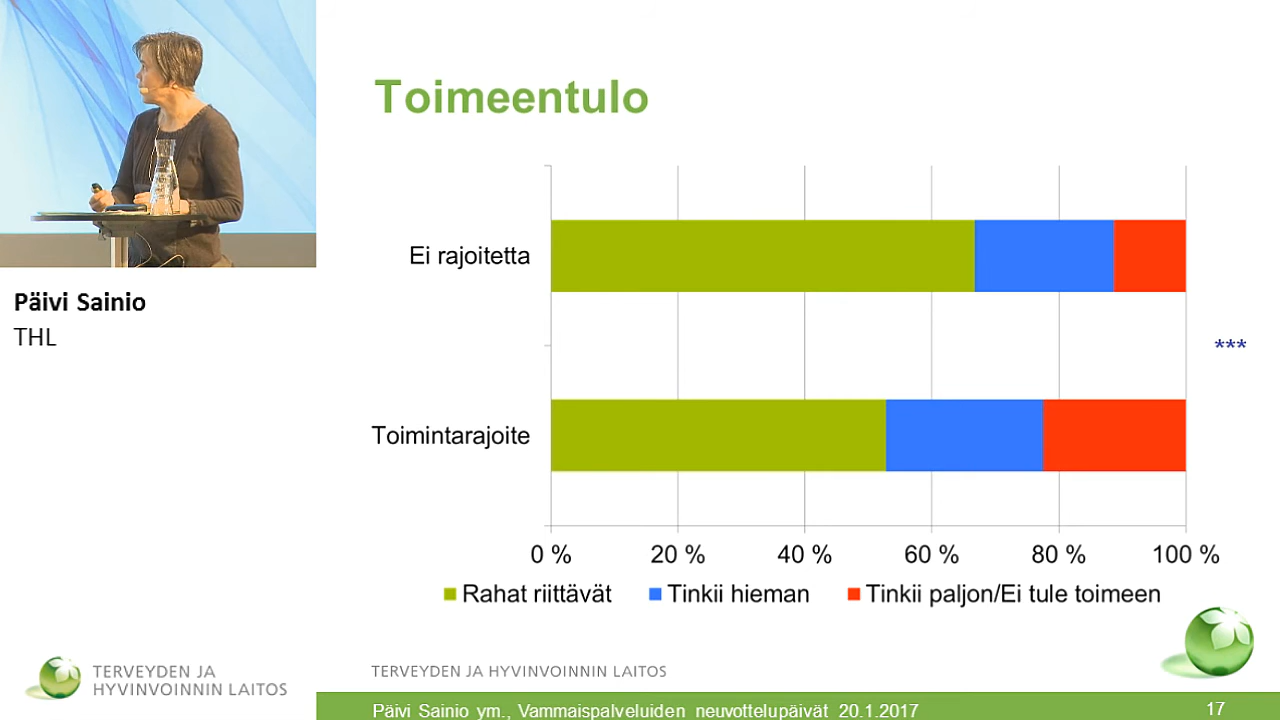 Päivi Sainio
THL
Toimeentulo
Ei rajoitetta
***
Toimintarajoite
0 % 20 % 40 % 60 % 80 % 100 %
Rahat riittävät Tinkii hieman Tinkii paljon/Ei tule toimeen
TERVEYDEN JA
HYVINVOINNIN LAITOS
TERVEYDEN JA HYVINVOINNIN LAITOS
Päivi Sainio ym., Vammaispalveluiden neuvottelupäivät 20.1.2017 17